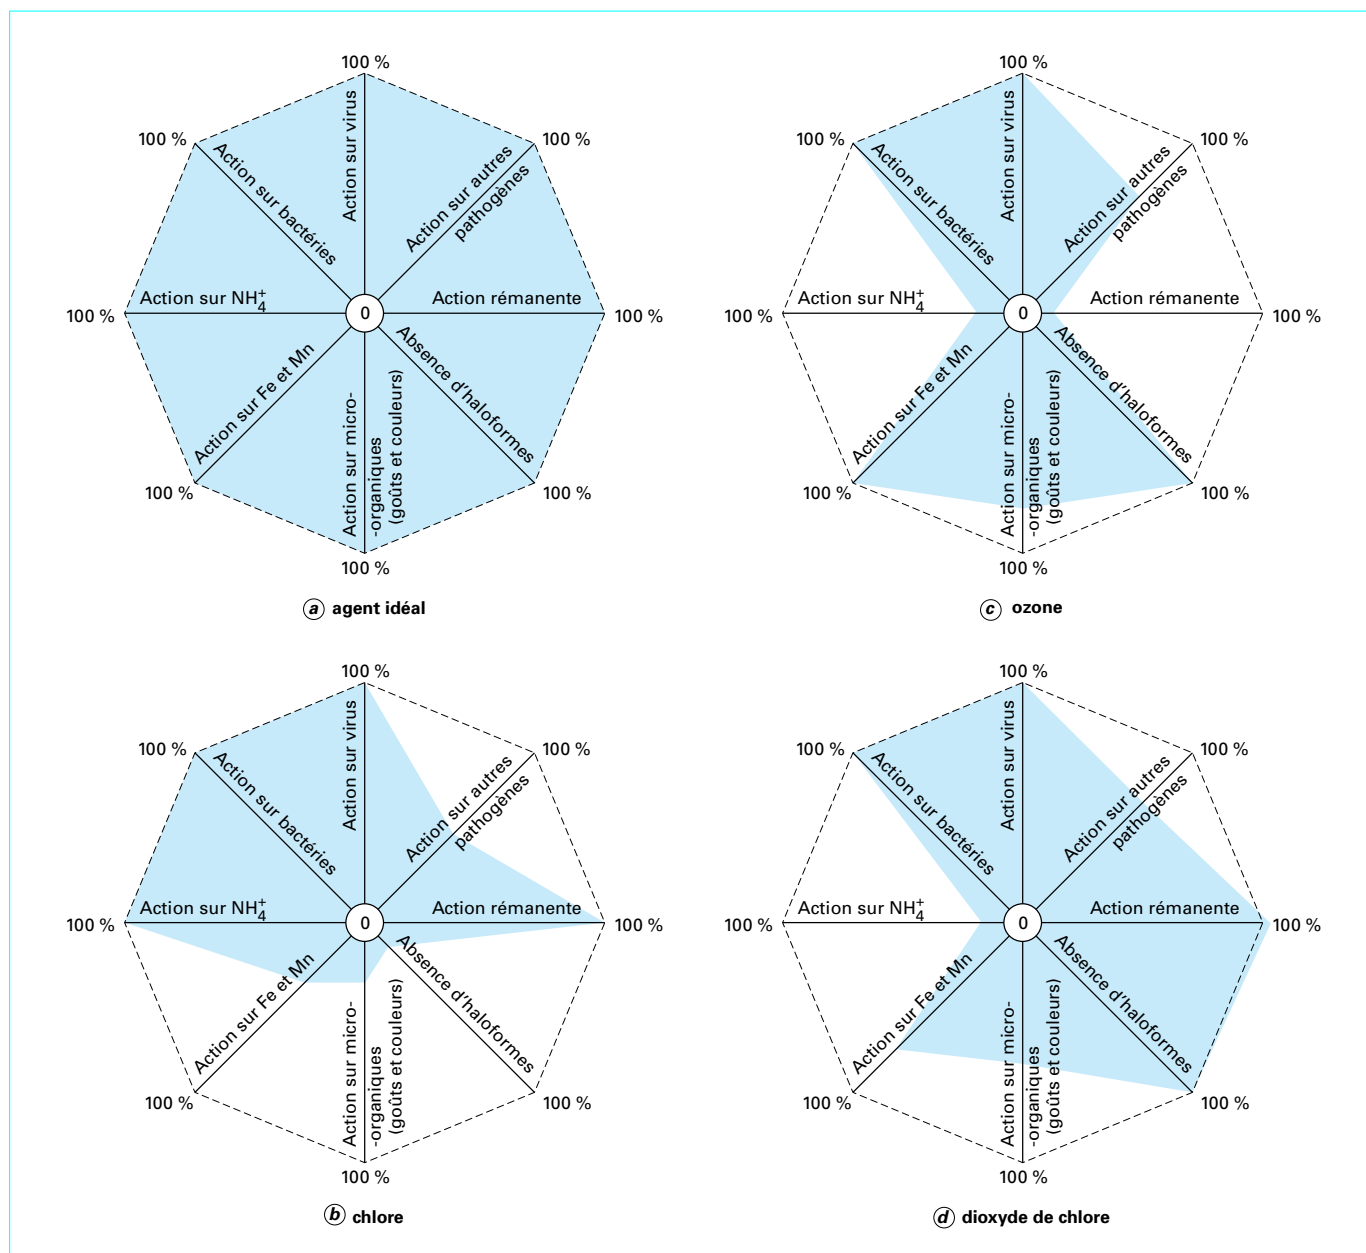 100 %
100 %
100 %
Action sur virus
Action sur bactéries
Action sur autres
pathogènes
Action sur NH4+
Action rémanente
100 %
0
100 %
Action sur Fe et Mn
Absence d'haloformes
Action sur micro-
-organiques
(goûts et couleurs)
100 %
100 %
100 %
a agent idéal
100 %
100 %
100 %
Action sur virus
Action sur bactéries
Action sur autres
pathogènes
Action sur NH4+
Action rémanente
100 %
0
100 %
Action sur Fe et Mn
Absence d'haloformes
Action sur micro-
-organiques
(goûts et couleurs)
100 %
100 %
100 %
c ozone
100 %
100 %
100 %
Action sur virus
Action sur bactéries
Action sur autres
pathogènes
Action sur NH4+
Action rémanente
100 %
0
100 %
Action sur Fe et Mn
Absence d'haloformes
Action sur micro-
-organiques
(goûts et couleurs)
100 %
100 %
100 %
b chlore
100 %
100 %
100 %
Action sur virus
Action sur bactéries
Action sur autres
pathogènes
Action sur NH4+
Action rémanente
100 %
0
100 %
Action sur Fe et Mn
Absence d'haloformes
Action sur micro-
-organiques
(goûts et couleurs)
100 %
100 %
100 %
d dioxyde de chlore